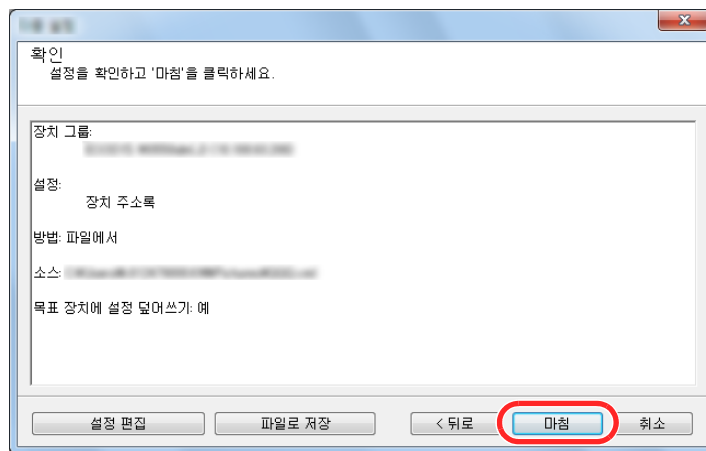 확인
설정을 확인하고 '마침'을 클릭하세요.
장치 그룹:
설정:
장치 주소록
방법: 파일에서
소스:
목표 장치에 설정 덮어쓰기: 예
설정 편집 파일로 저장 < 뒤로 마침 취소